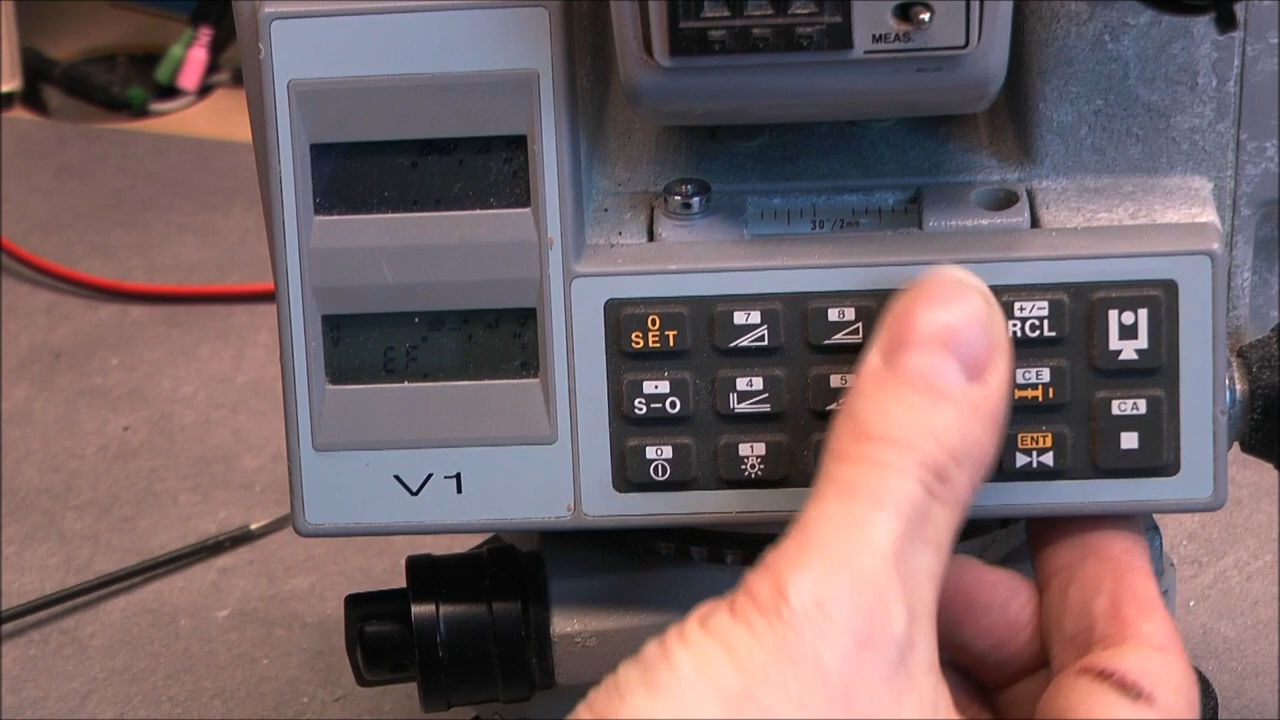 MEAS.
30"/2mm
EF
V1
0
SET
7
8
+/-
RCL
•
S-O
4
5
CE
CA
0
1
ENT